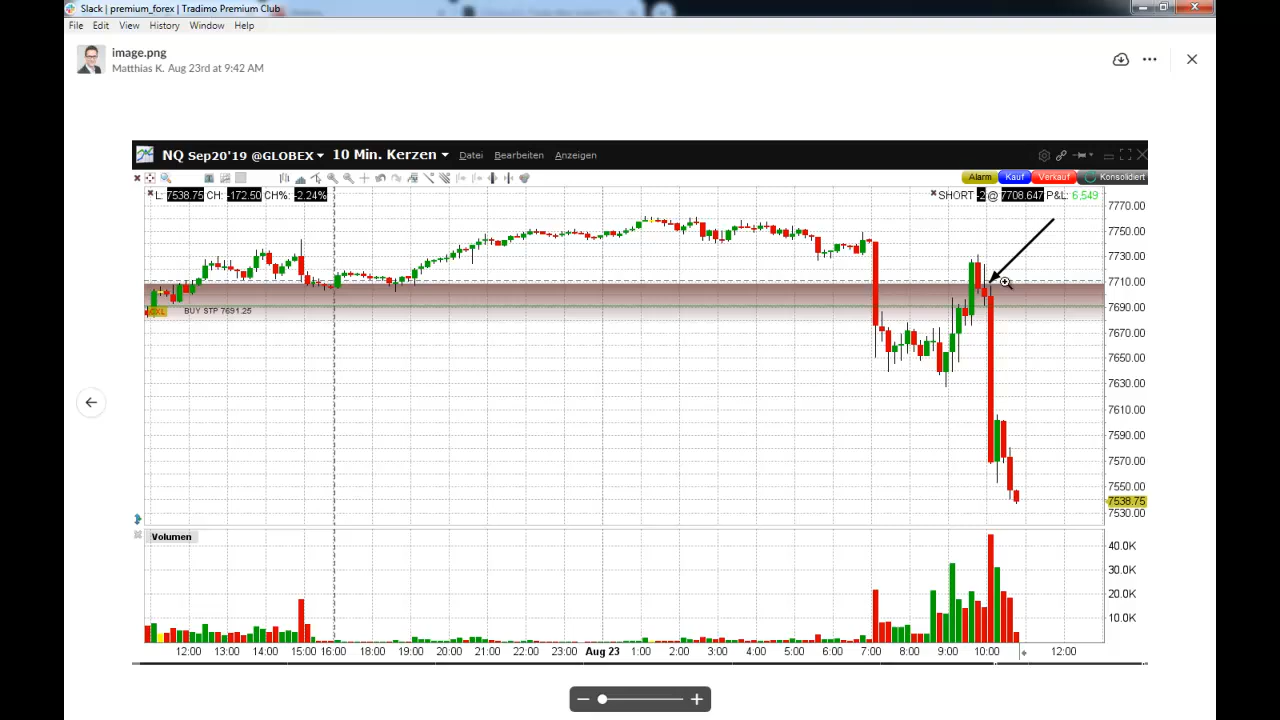 Slack | premium_forex | Tradimo Premium Club
File Edit View History Window Help
image.png
Matthias K. Aug 23rd at 9:42 AM
NQ Sep20'19 @GLOBEX 10 Min. Kerzen Datei Bearbeiten Anzeigen
Alarm Kauf Verkauf Konsolidiert
L: 7538.75 CH: -172.50 CH%: -2.24% SHORT -2 @ 7708.647 P&L: 6,549
7770.00
7750.00
7730.00
7710.00
7690.00
CXL BUY STP 7691.25
7670.00
7650.00
7630.00
7610.00
7590.00
7570.00
7550.00
7538.75
7530.00
Volumen
40.0K
30.0K
20.0K
10.0K
12:00 13:00 14:00 15:00 16:00 18:00 19:00 20:00 21:00 22:00 23:00 Aug 23 1:00 2:00 3:00 4:00 5:00 6:00 7:00 8:00 9:00 10:00 12:00